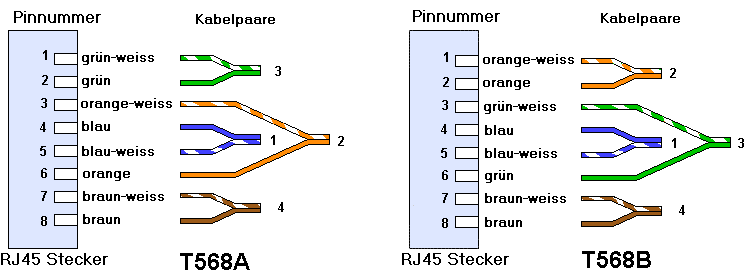 Pinnummer Kabelpaare
1 grün-weiss
2 grün 3
3 orange-weiss
4 blau
5 blau-weiss 1 2
6 orange
7 braun-weiss
8 braun 4
RJ45 Stecker T568A
Pinnummer Kabelpaare
1 orange-weiss
2 orange 2
3 grün-weiss
4 blau
5 blau-weiss 1 3
6 grün
7 braun-weiss
8 braun 4
RJ45 Stecker T568B